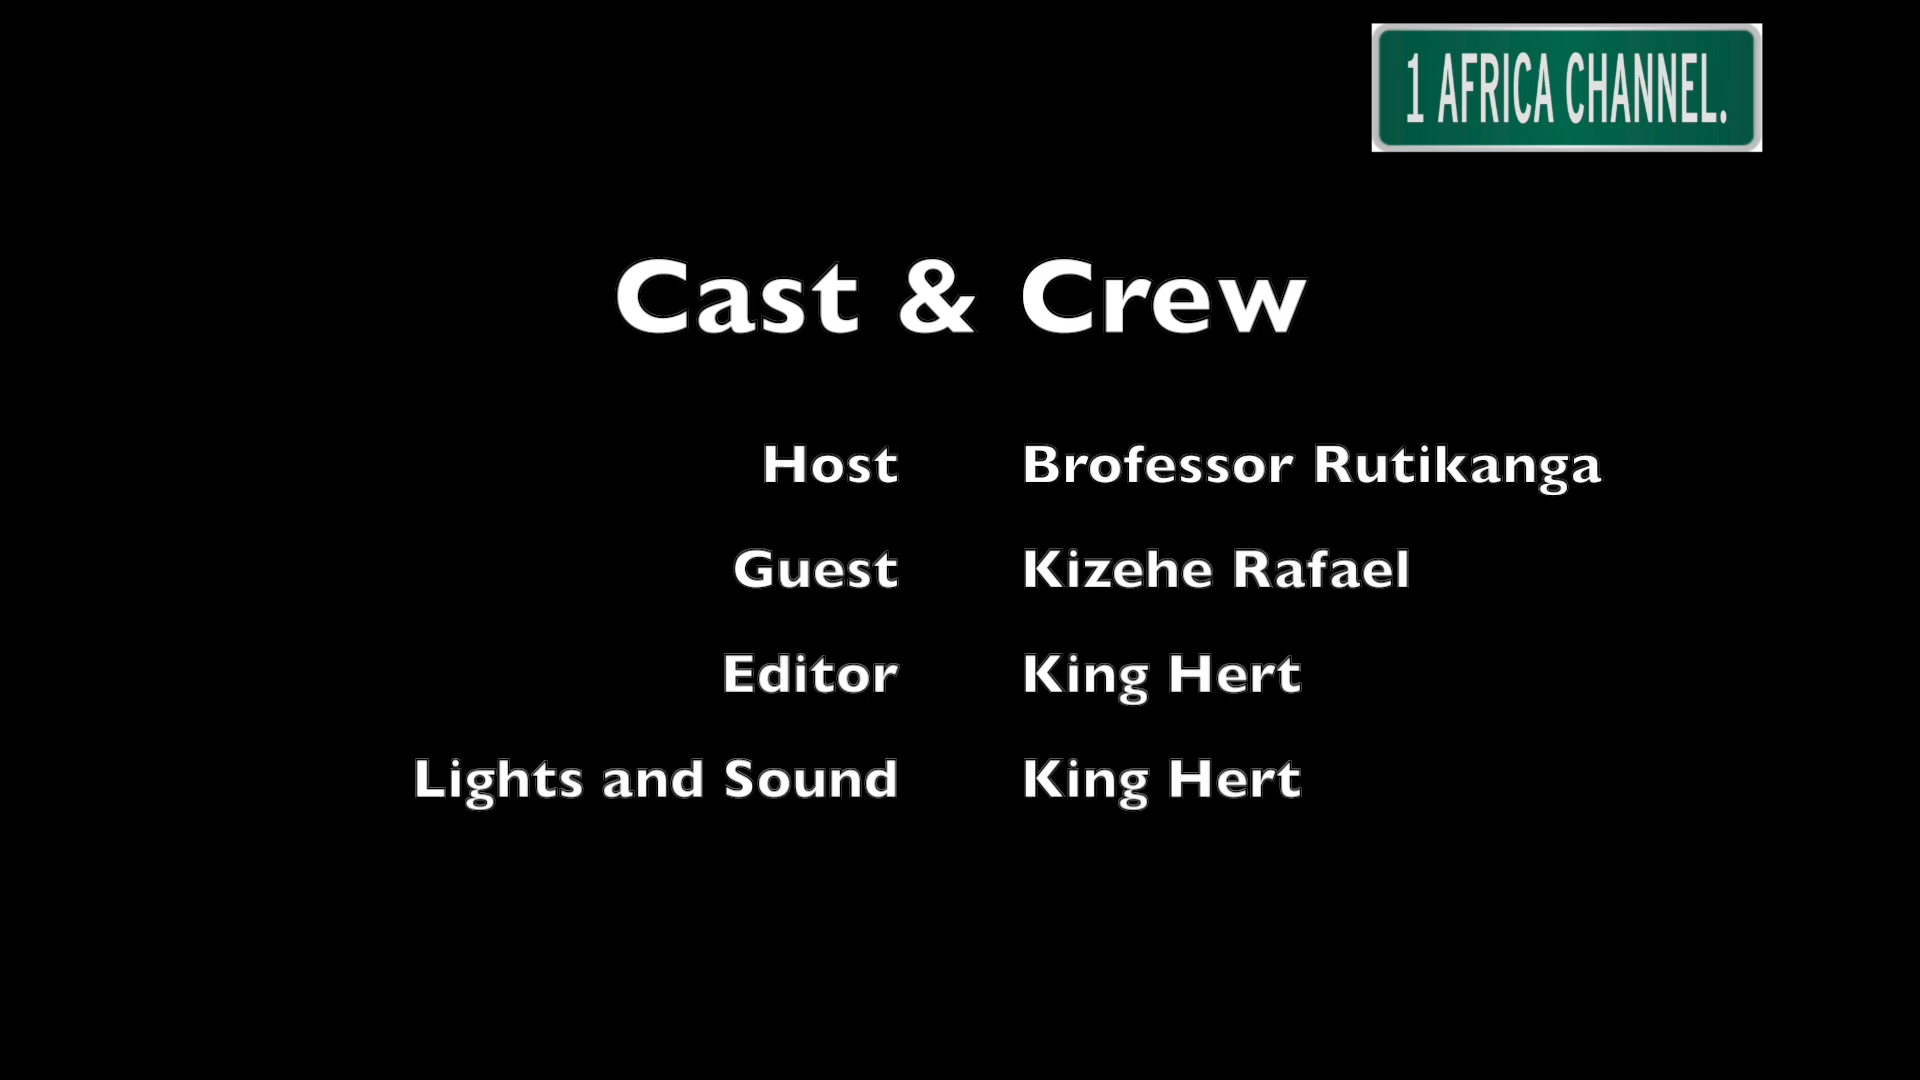 1 AFRICA CHANNEL.
Cast & Crew
Host Brofessor Rutikanga
Guest Kizehe Rafael
Editor King Hert
Lights and Sound King Hert